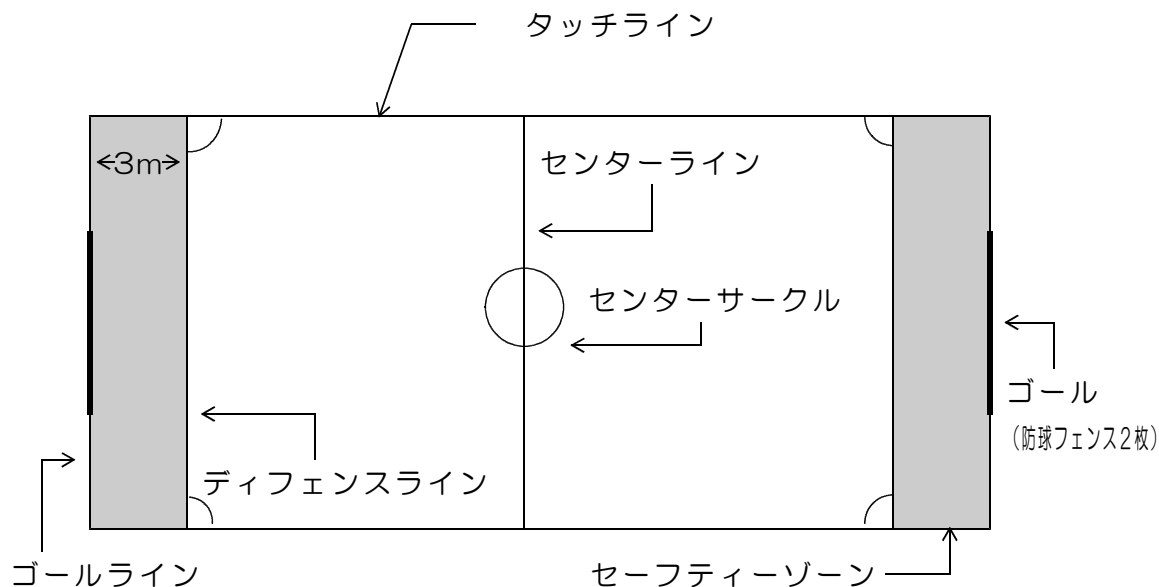 タッチライン
3m
センターライン
センターサークル
ゴール
（防球フェンス２枚）
ディフェンスライン
ゴールライン
セーフティーゾーン